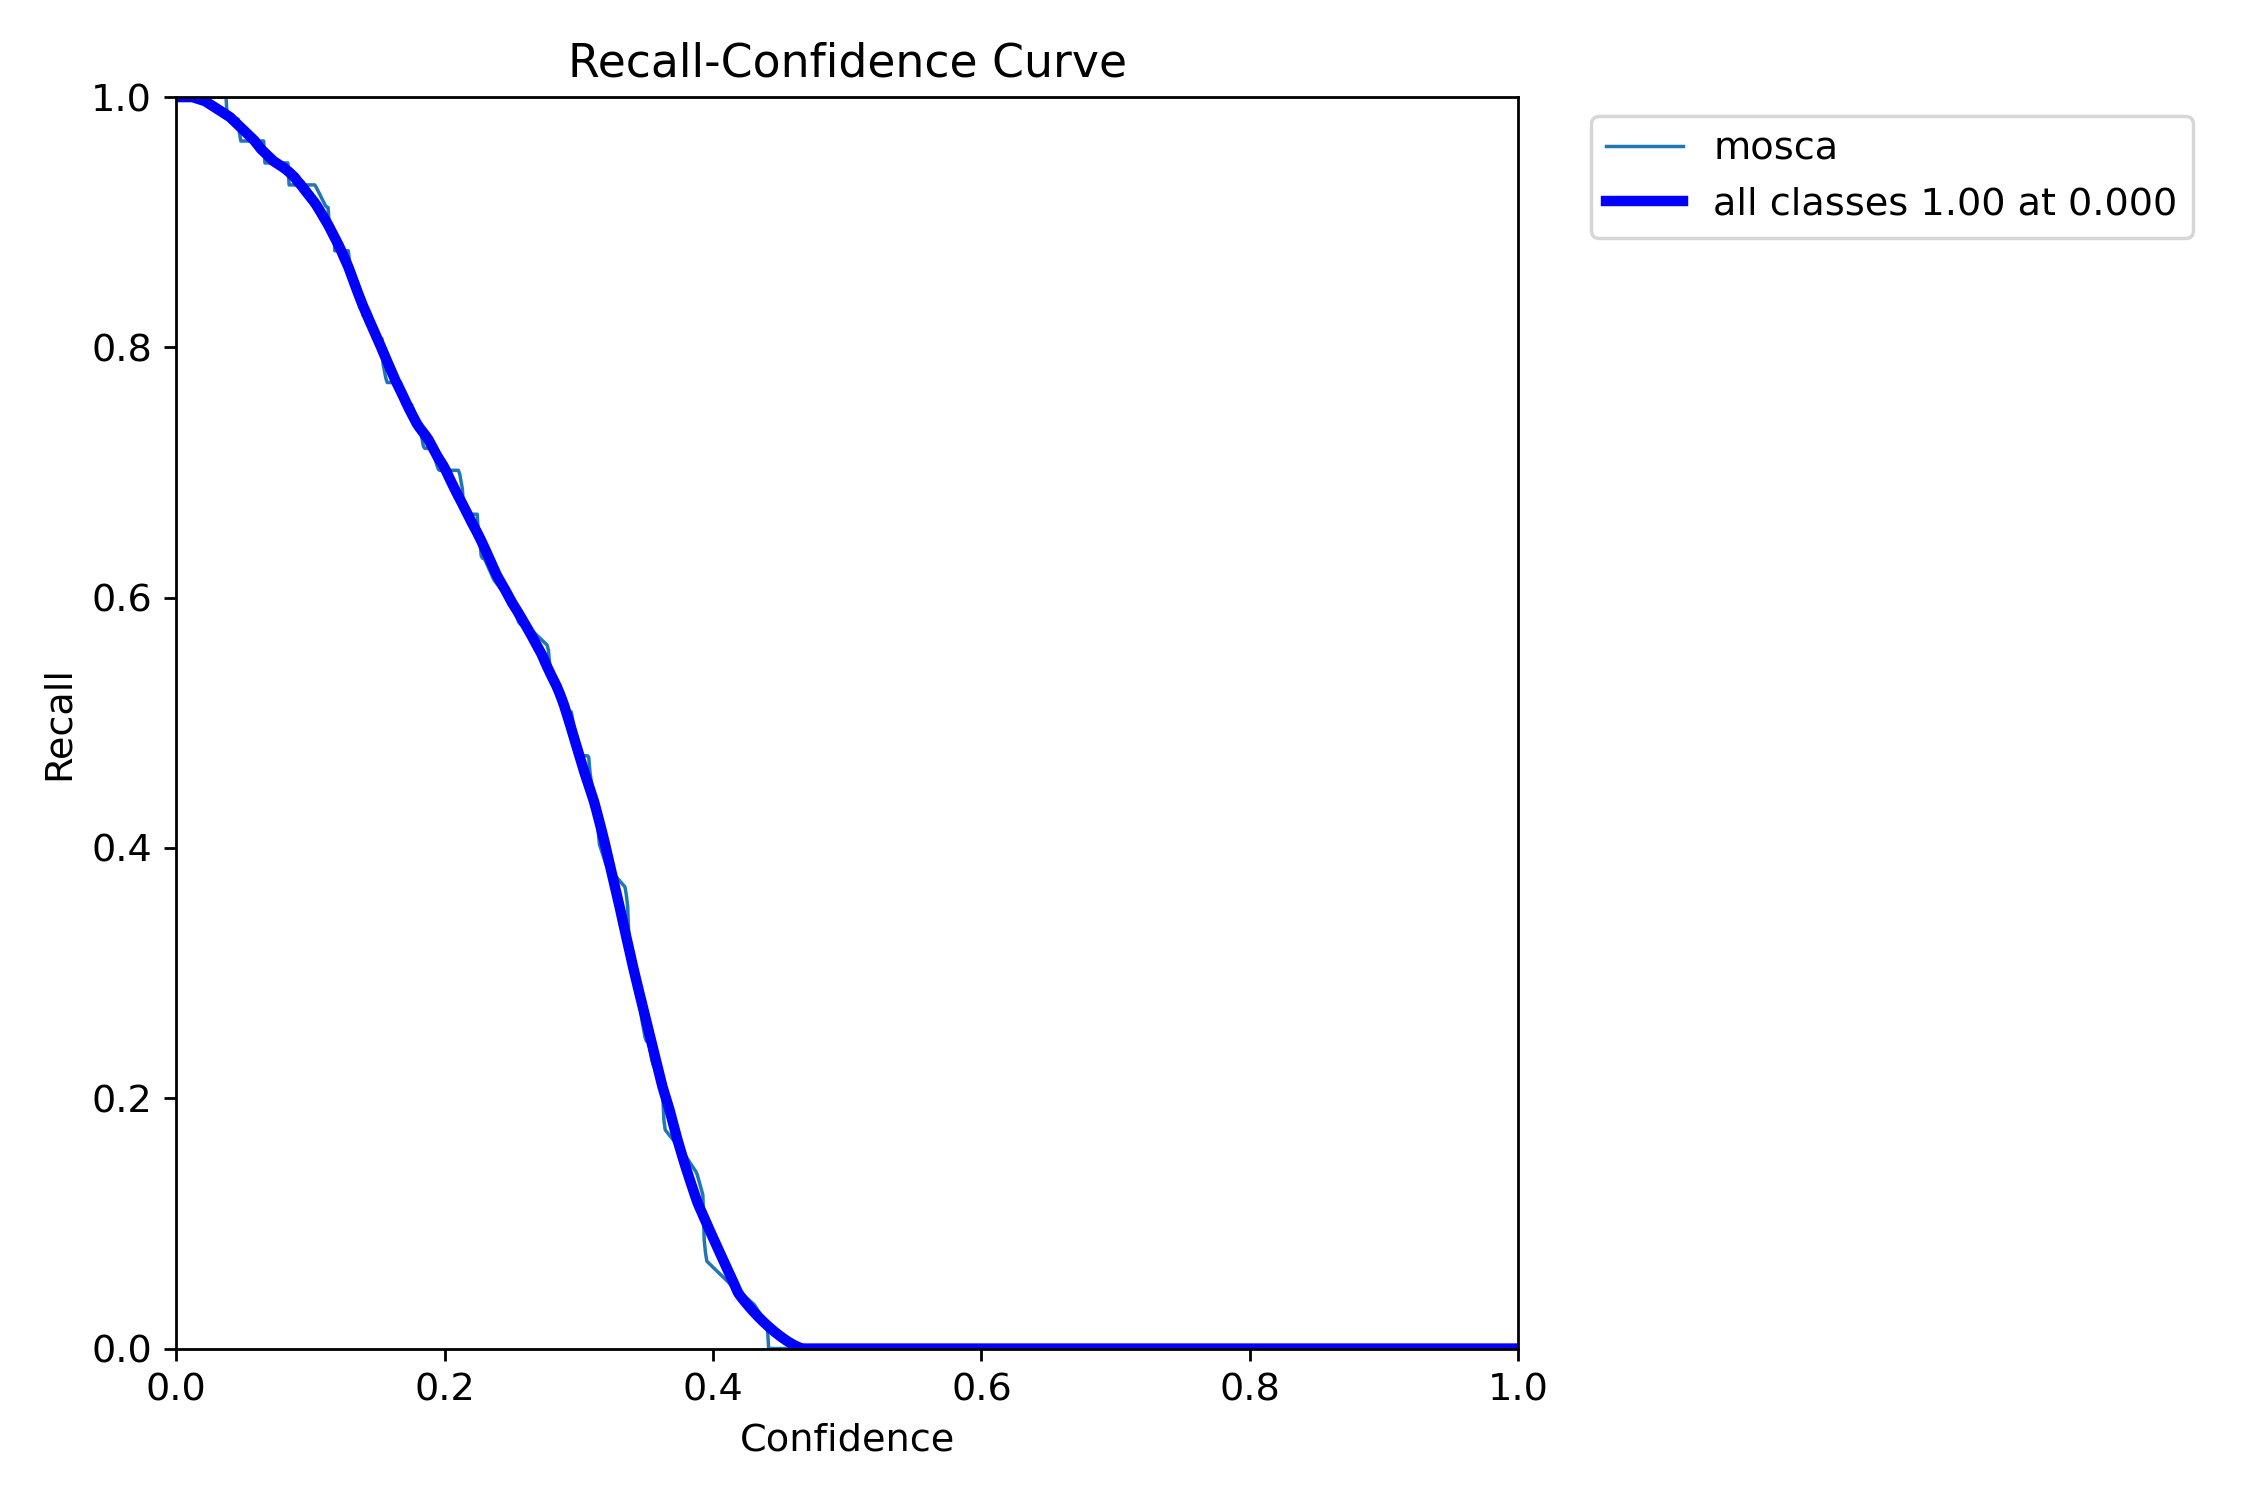 Recall-Confidence Curve
mosca
all classes 1.00 at 0.000
1.0
0.8
0.6
0.4
0.2
0.0
Recall
0.0 0.2 0.4 0.6 0.8 1.0
Confidence